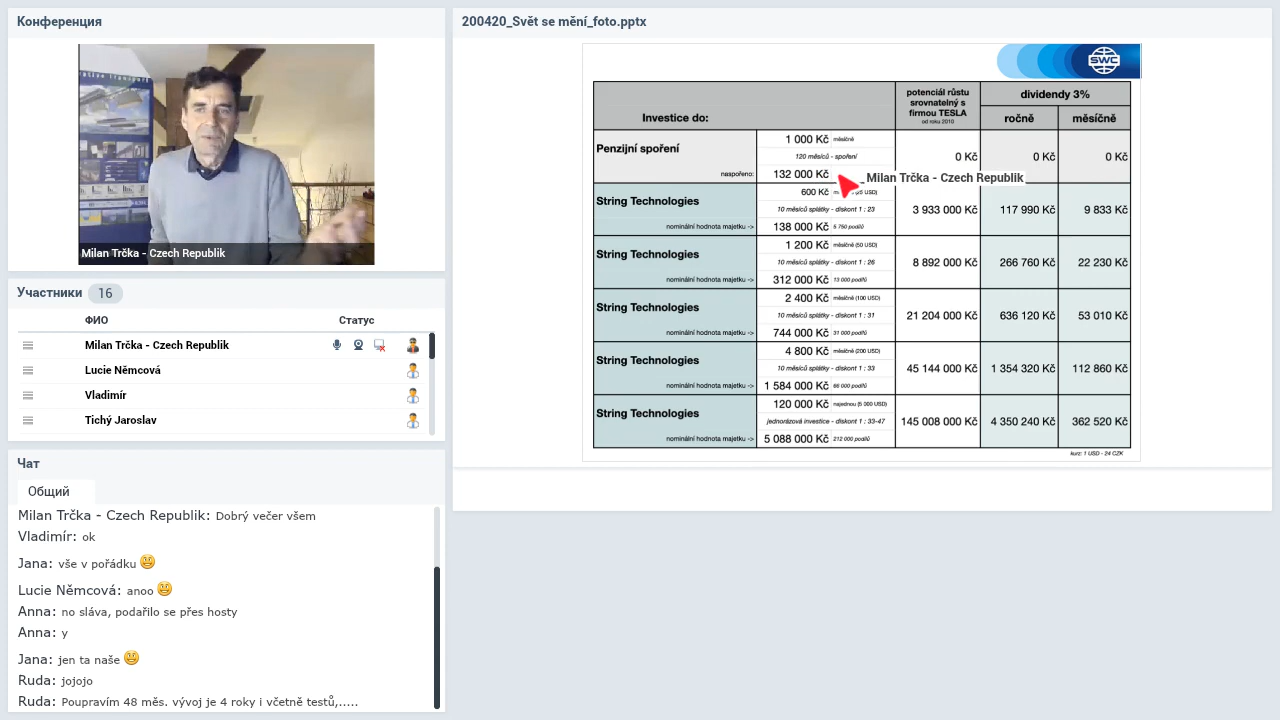 Конференция
Milan Trčka - Czech Republik
Участники 16
ФИО Статус
Milan Trčka - Czech Republik
Lucie Němcová
Vladimír
Tichý Jaroslav
Чат
Общий
Milan Trčka - Czech Republik: Dobrý večer všem
Vladimír: ok
Jana: vše v pořádku
Lucie Němcová: anoo
Anna: no sláva, podařilo se přes hosty
Anna: y
Jana: jen ta naše
Ruda: jojojo
Ruda: Poupravím 48 měs. vývoj je 4 roky i včetně testů,.....
200420_Svět se mění_foto.pptx
SWC
Investice do:
potenciál růstu
srovnatelný s
firmou TESLA
od roku 2010
dividendy 3%
ročně měsíčně
Penzijní spoření
1 000 Kč měsíčně
120 měsíců - spoření
naspořeno: 132 000 Kč
0 Kč 0 Kč 0 Kč
Milan Trčka - Czech Republik
String Technologies
600 Kč
10 měsíců splátky - diskont 1 : 23
nominální hodnota majetku -> 138 000 Kč 5 750 podílů
3 933 000 Kč 117 990 Kč 9 833 Kč
String Technologies
1 200 Kč měsíčně (50 USD)
10 měsíců splátky - diskont 1 : 26
nominální hodnota majetku -> 312 000 Kč 13 000 podílů
8 892 000 Kč 266 760 Kč 22 230 Kč
String Technologies
2 400 Kč měsíčně (100 USD)
10 měsíců splátky - diskont 1 : 31
nominální hodnota majetku -> 744 000 Kč 31 000 podílů
21 204 000 Kč 636 120 Kč 53 010 Kč
String Technologies
4 800 Kč měsíčně (200 USD)
10 měsíců splátky - diskont 1 : 33
nominální hodnota majetku -> 1 584 000 Kč 66 000 podílů
45 144 000 Kč 1 354 320 Kč 112 860 Kč
String Technologies
120 000 Kč najednou (5 000 USD)
jednorázová investice - diskont 1 : 33-47
nominální hodnota majetku -> 5 088 000 Kč 212 000 podílů
145 008 000 Kč 4 350 240 Kč 362 520 Kč
kurz: 1 USD - 24 CZK